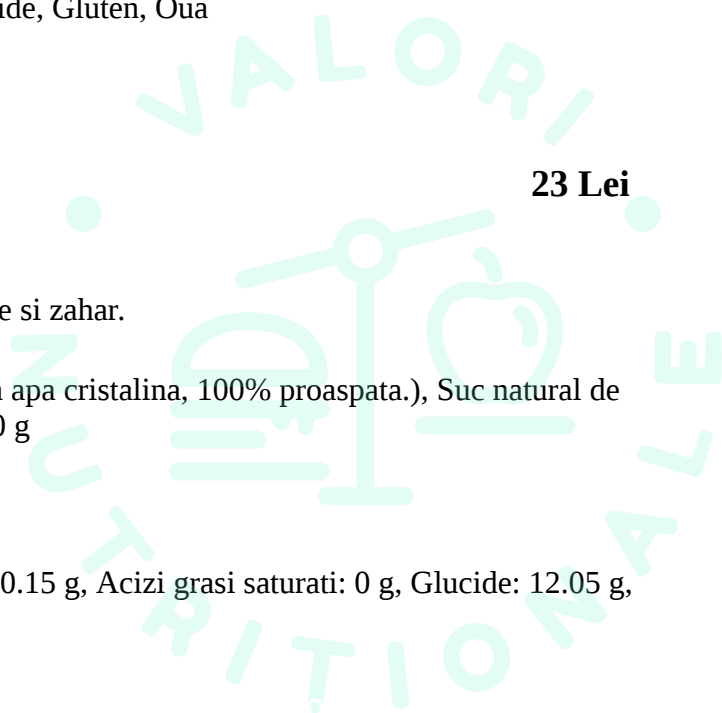 ide, Gluten, Oua
VALORI
23 Lei
e si zahar.
apa cristalina, 100% proaspata.), Suc natural de
0 g
0.15 g, Acizi grasi saturati: 0 g, Glucide: 12.05 g,
NUTRITIONALE